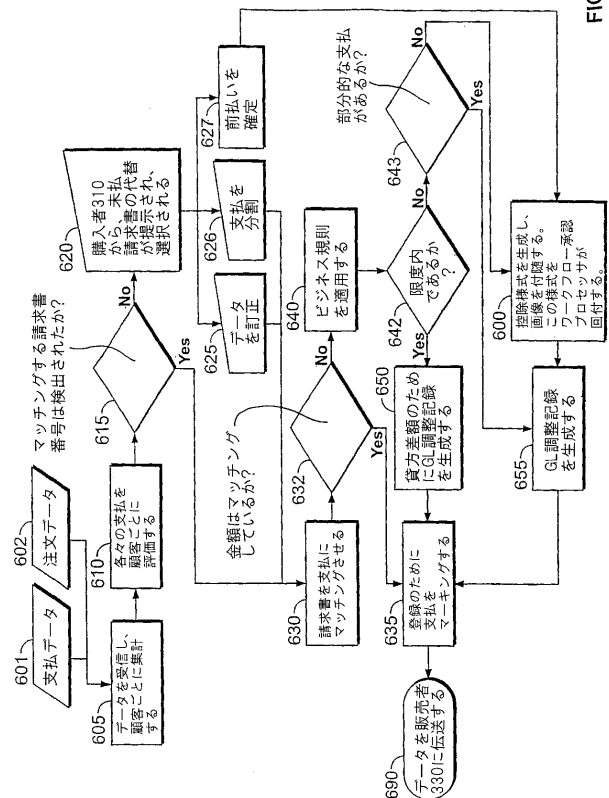 601
支払データ
602
注文データ
605
データを受信し、
顧客ごとに集計
する
610
各々の支払を
顧客ごとに
評価する
マッチングする請求書
番号は検出されたか?
615
No
Yes
620
購入者310
から、未払
請求書の代替
が提示され、
選択される
625
データ
を訂正
626
支払を
分割
627
前払いを
確定
630
請求書を支払に
マッチングさせる
金額はマッチング
しているか?
632
No
Yes
640
ビジネス規則
を適用する
642
限度内
であるか
?
Yes
No
部分的な支払
があるか?
643
No
Yes
650
貸方差額のため
にGL調整記録
を生成する
600
控除様式を生成し、
画像を付随する。
この様式を
ワークフロー承認
プロセッサが
回付する。
655
GL調整記録
を生成する
635
登録のために
支払を
マーキングする
690
データを販売者
330に伝送する
FIG